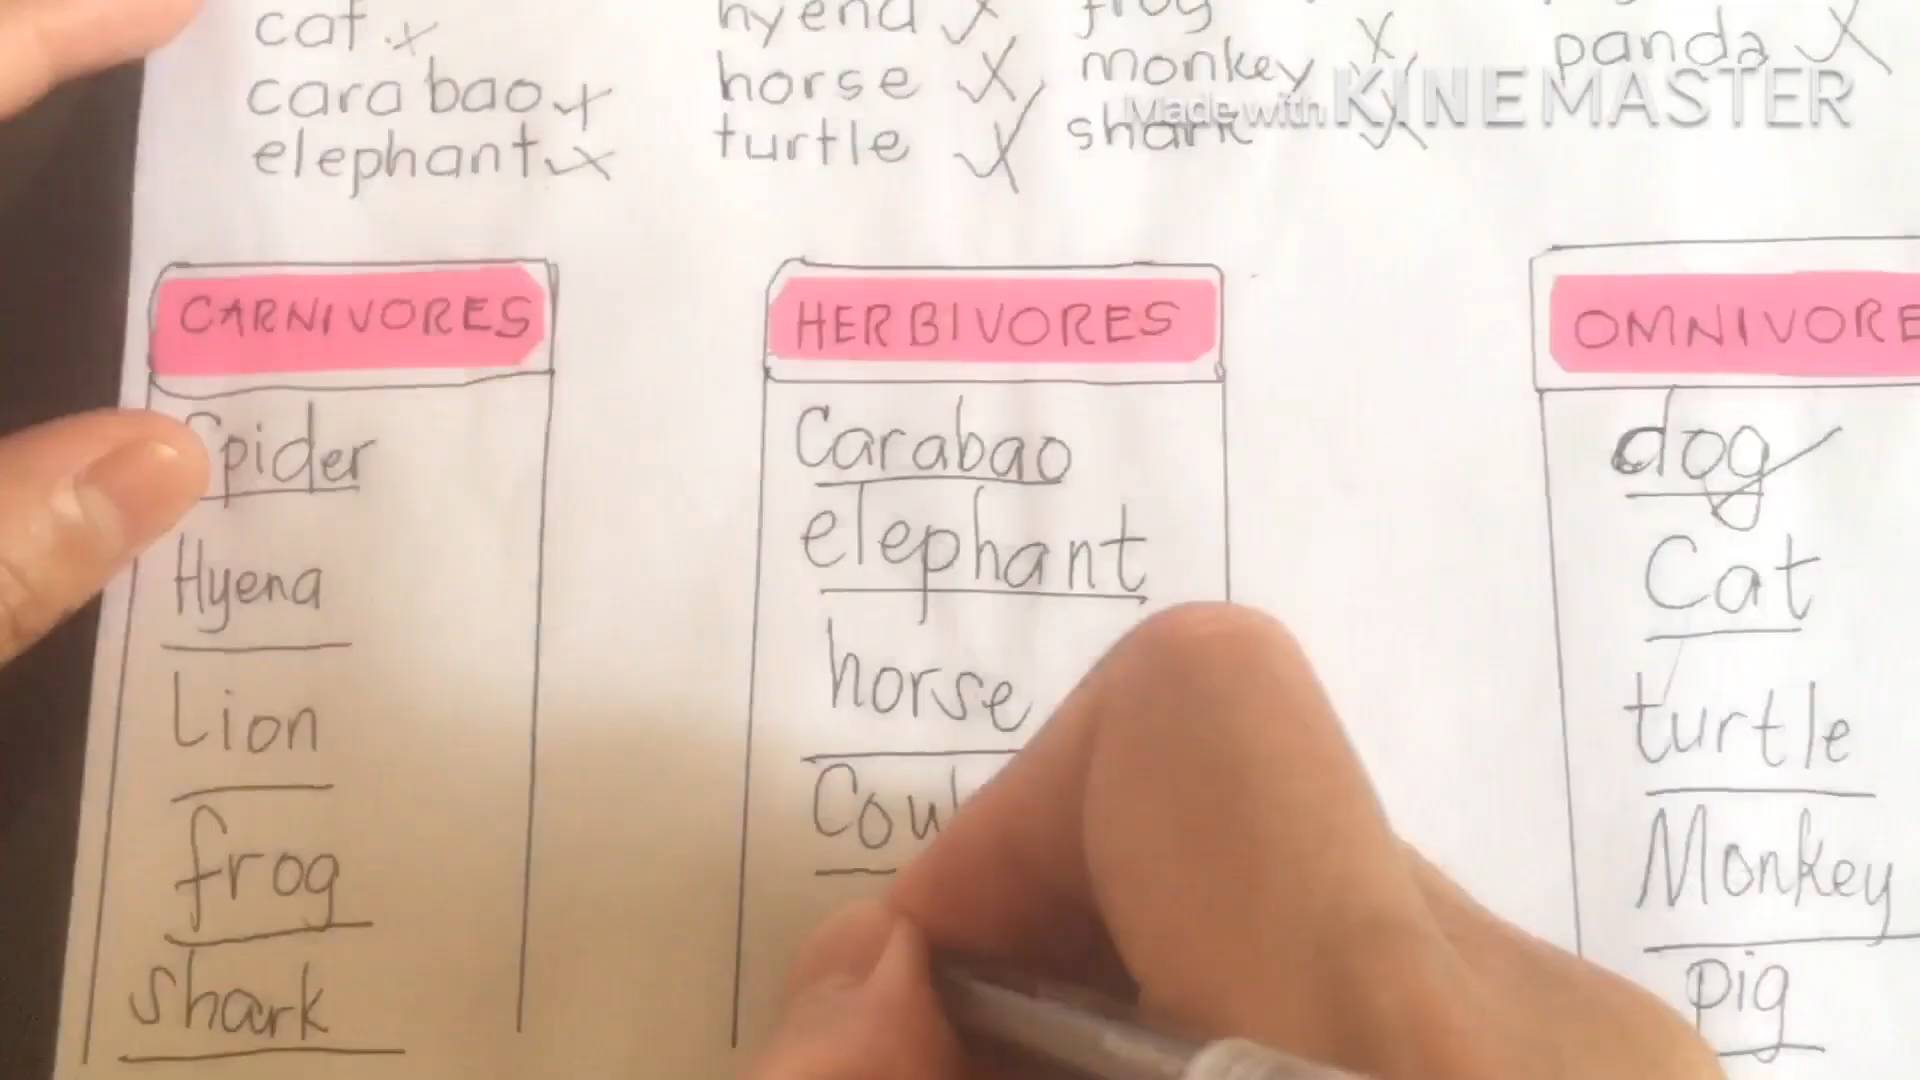 cat
carabao
elephant
hyena
horse
turtle
frog
monkey
shark
panda
Made with KINEMASTER
CARNIVORES
Spider
Hyena
Lion
frog
shark
HERBIVORES
Carabao
elephant
horse
OMNIVORE
dog
Cat
turtle
Monkey
pig